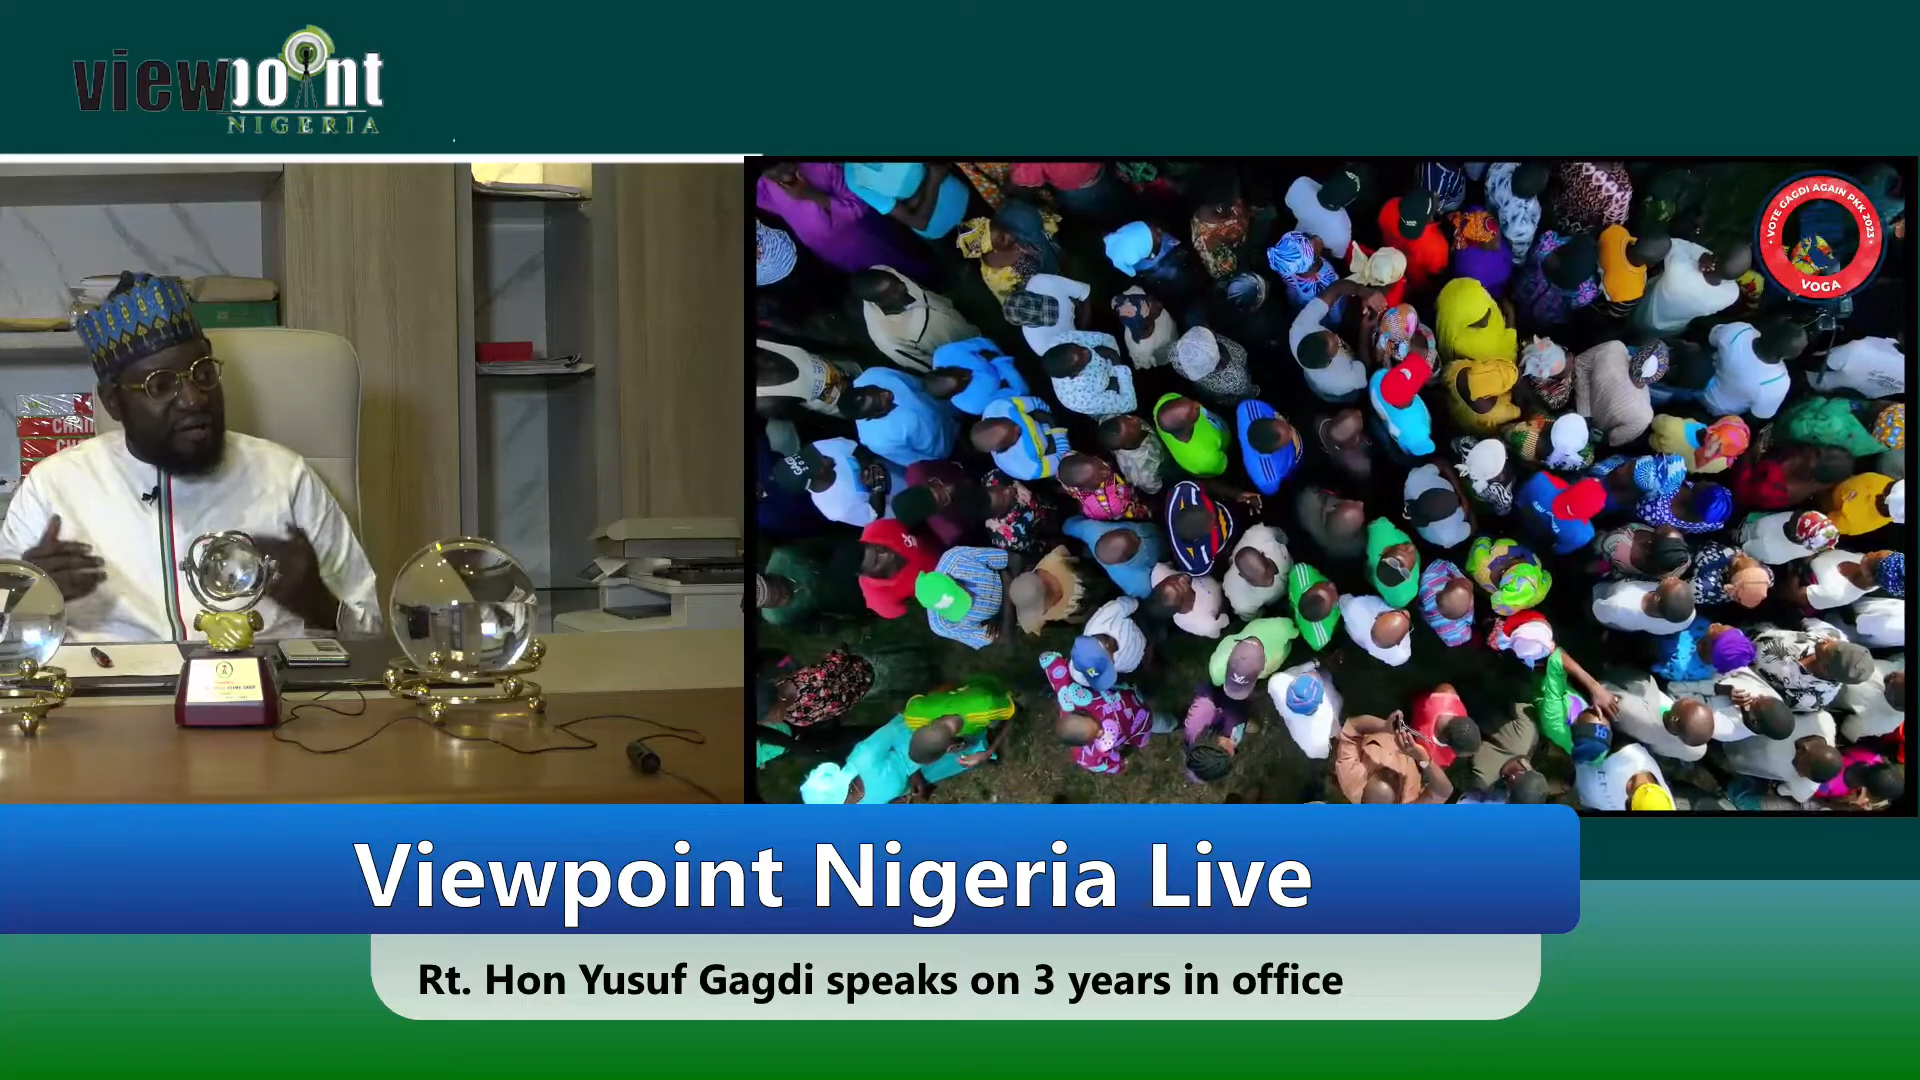 viewpoint
NIGERIA
VOTE GAGDI AGAIN PKK 2023
VOGA
Viewpoint Nigeria Live
Rt. Hon Yusuf Gagdi speaks on 3 years in office